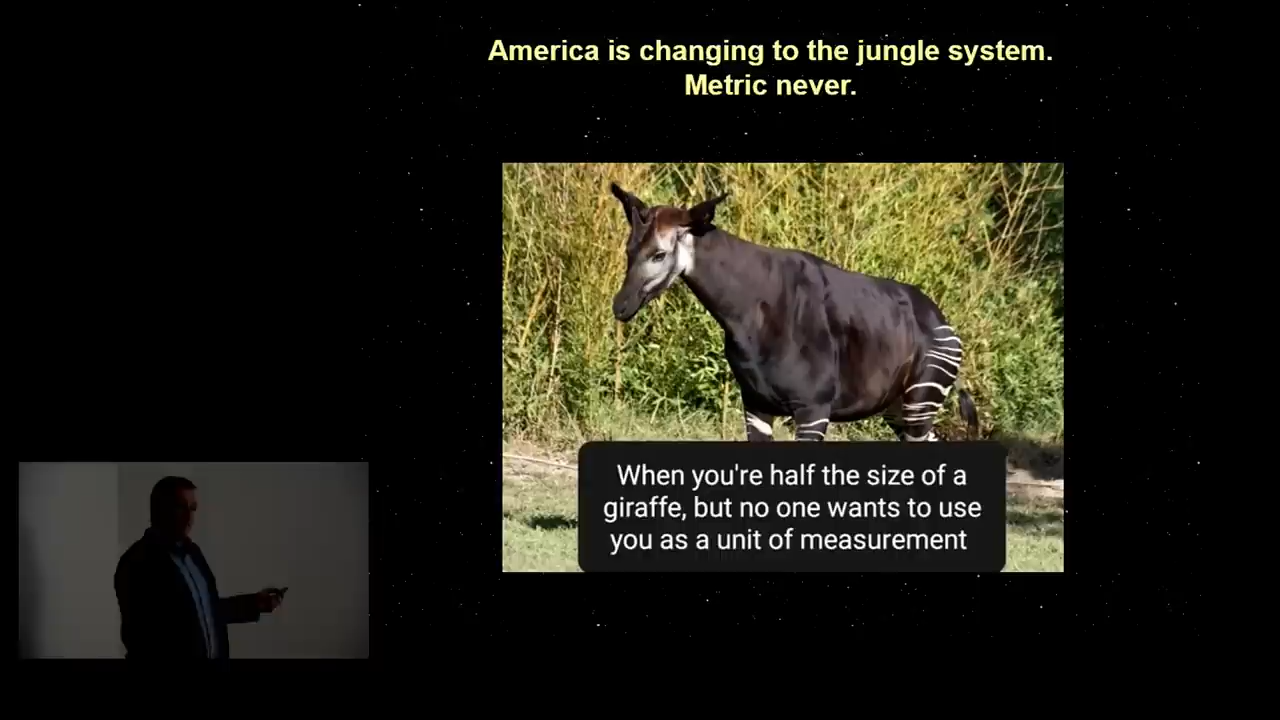 America is changing to the jungle system.
Metric never.
When you're half the size of a
giraffe, but no one wants to use
you as a unit of measurement